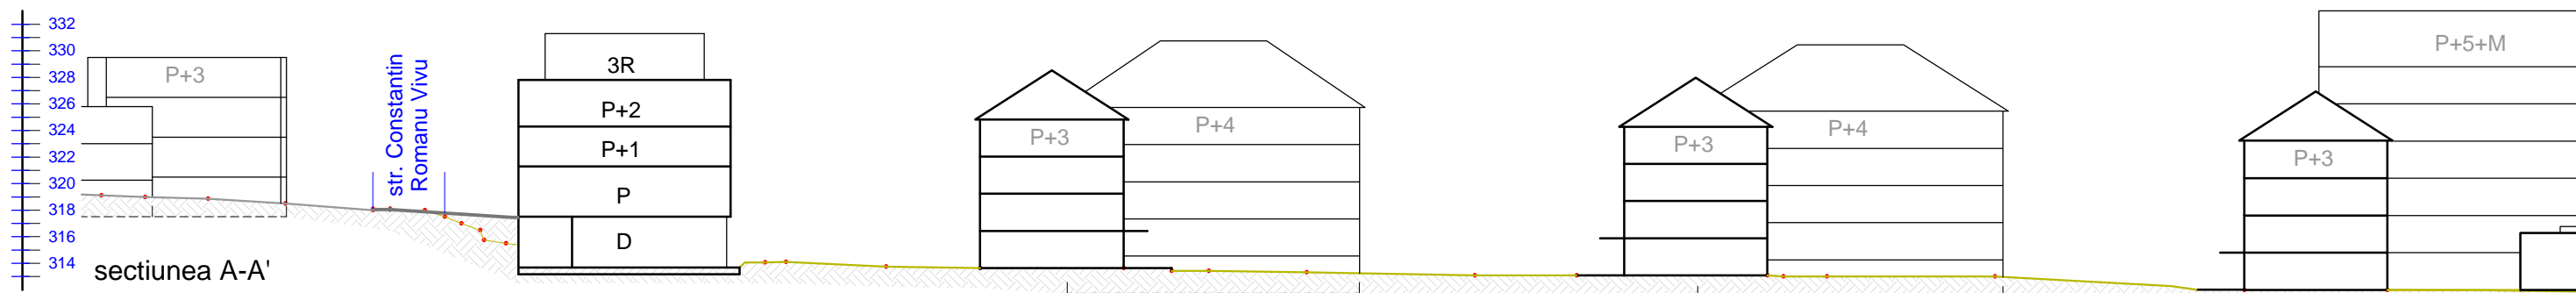 332
330
328
326
324
322
320
318
316
314
sectiunea A-A'
P+3
str. Constantin
Romanu Vivu
3R
P+2
P+1
P
D
P+3
P+4
P+3
P+4
P+3
P+5+M